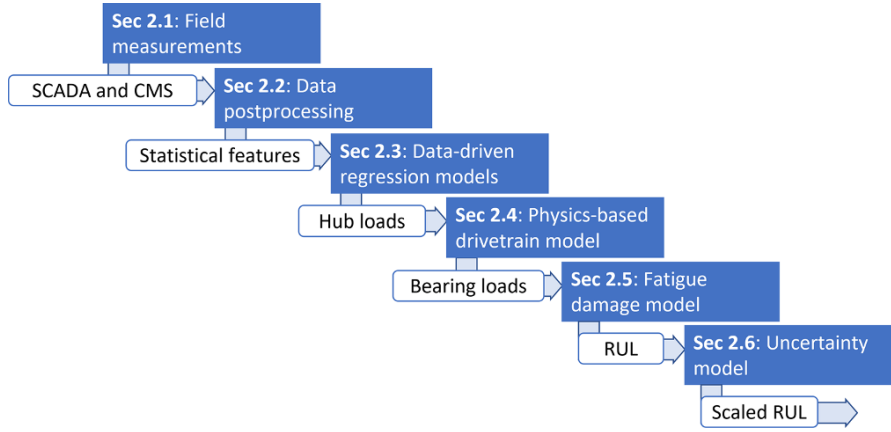 Sec 2.1: Field
measurements
SCADA and CMS
Sec 2.2: Data
postprocessing
Statistical features
Sec 2.3: Data-driven
regression models
Hub loads
Sec 2.4: Physics-based
drivetrain model
Bearing loads
Sec 2.5: Fatigue
damage model
RUL
Sec 2.6: Uncertainty
model
Scaled RUL